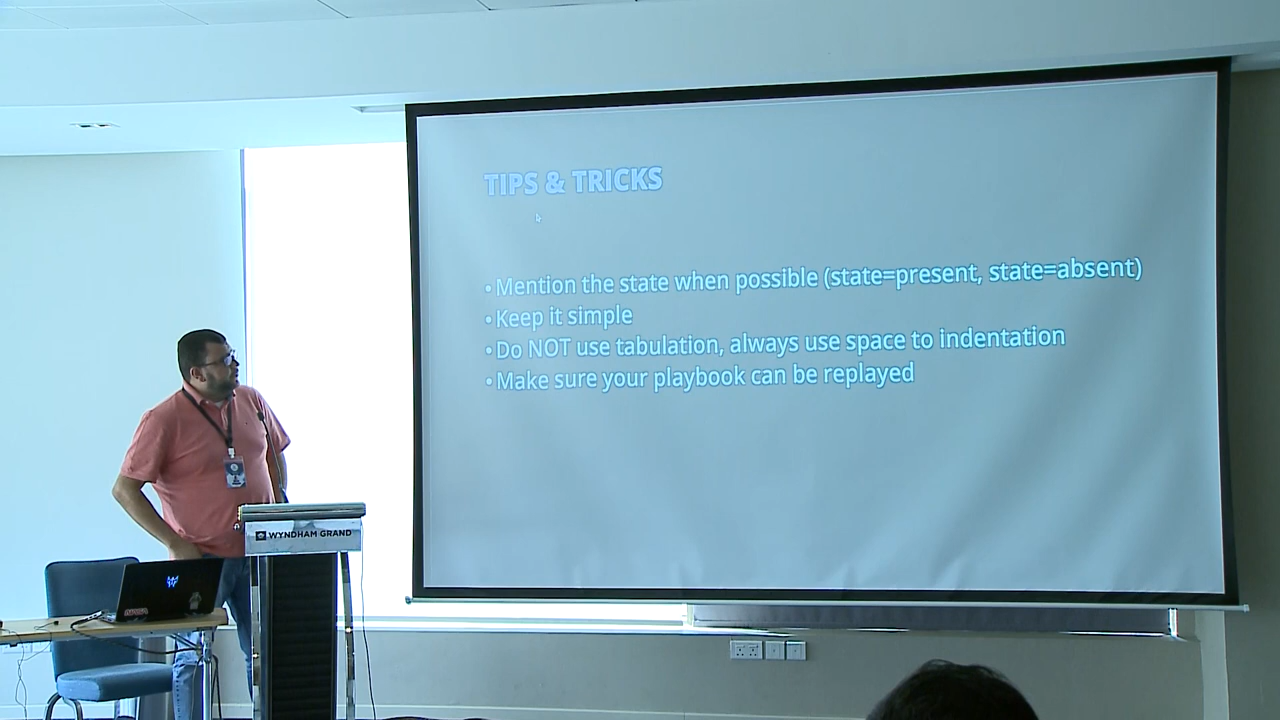 TIPS & TRICKS
• Mention the state when possible (state=present, state=absent)
• Keep it simple
• Do NOT use tabulation, always use space to indentation
• Make sure your playbook can be replayed
WYNDHAM GRAND